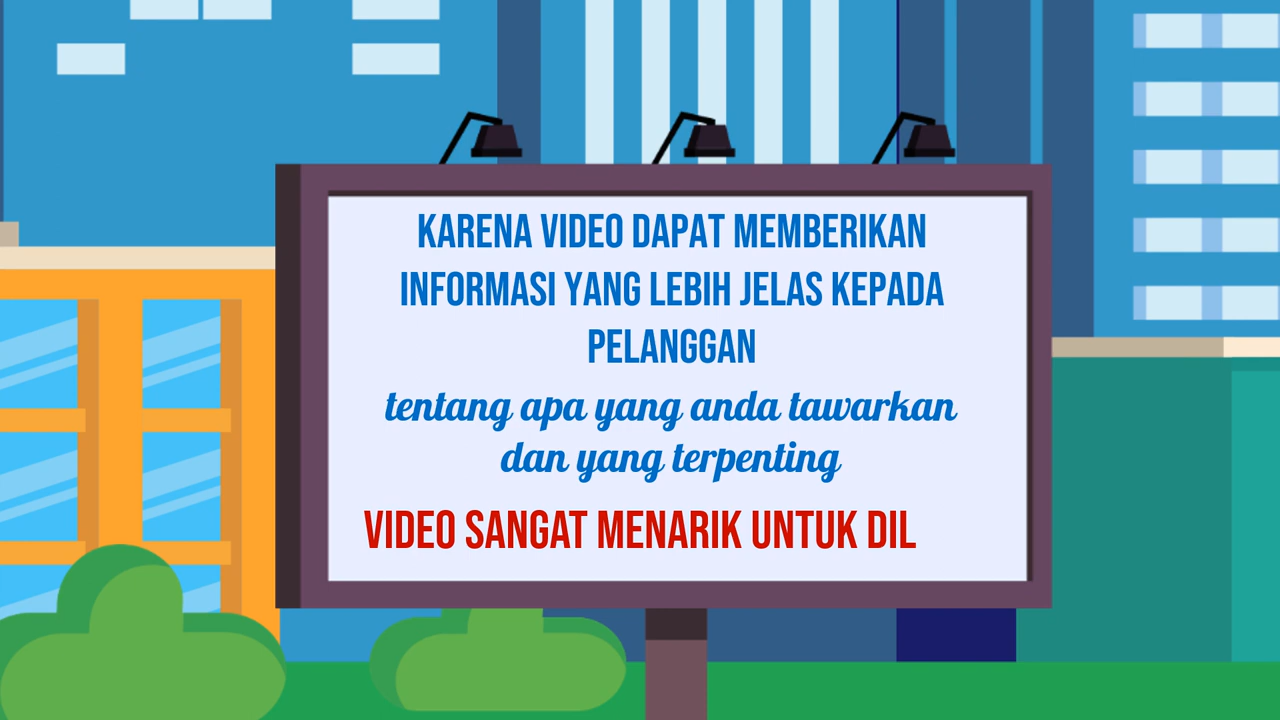 KARENA VIDEO DAPAT MEMBERIKAN
INFORMASI YANG LEBIH JELAS KEPADA
PELANGGAN
tentang apa yang anda tawarkan
dan yang terpenting
VIDEO SANGAT MENARIK UNTUK DIL